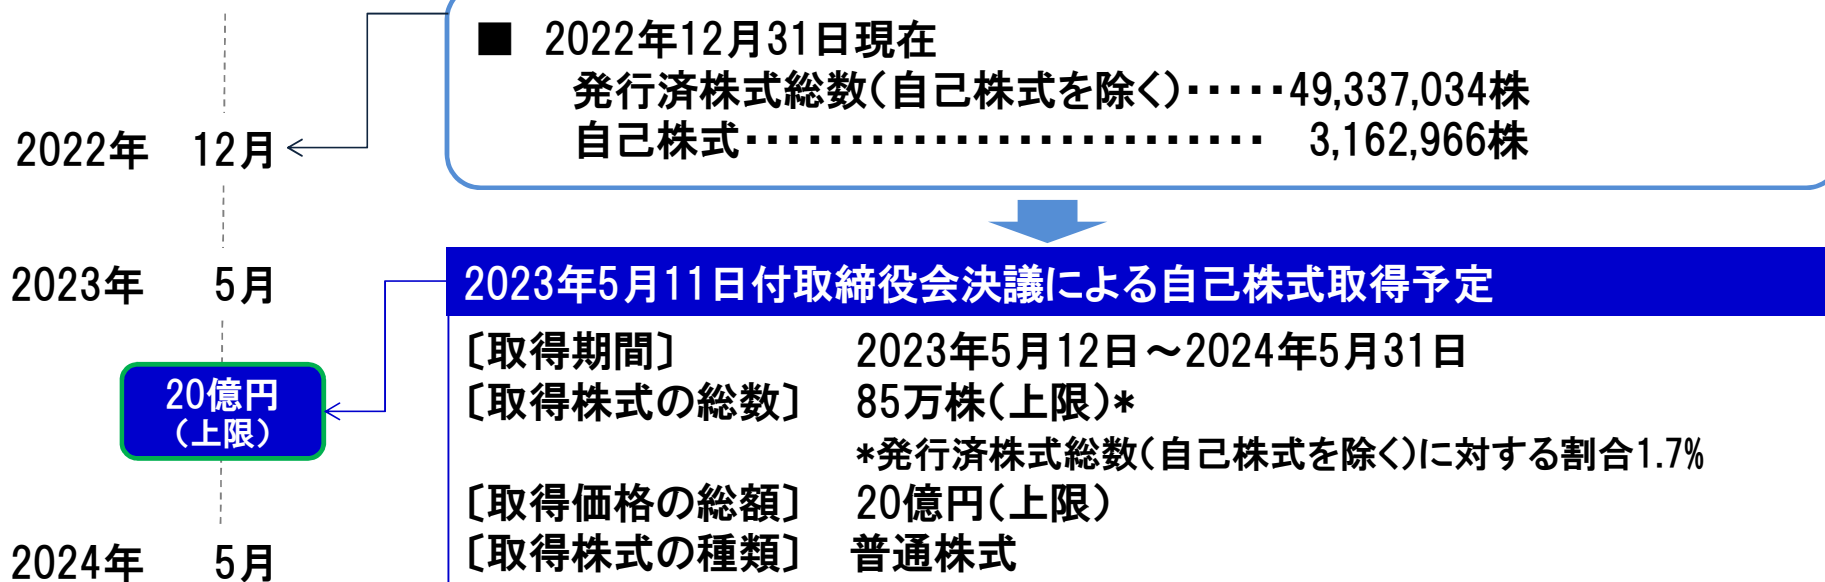 ■ 2022年12月31日現在
発行済株式総数(自己株式を除く)・・・・・49,337,034株
自己株式・・・・・・・・・・・・・・・・・・・・・・・・・ 3,162,966株
2022年 12月
2023年 5月
2023年5月11日付取締役会決議による自己株式取得予定
〔取得期間〕 2023年5月12日～2024年5月31日
20億円
(上限)
〔取得株式の総数〕 85万株(上限)*
*発行済株式総数(自己株式を除く)に対する割合1.7%
〔取得価格の総額〕 20億円(上限)
〔取得株式の種類〕 普通株式
2024年 5月